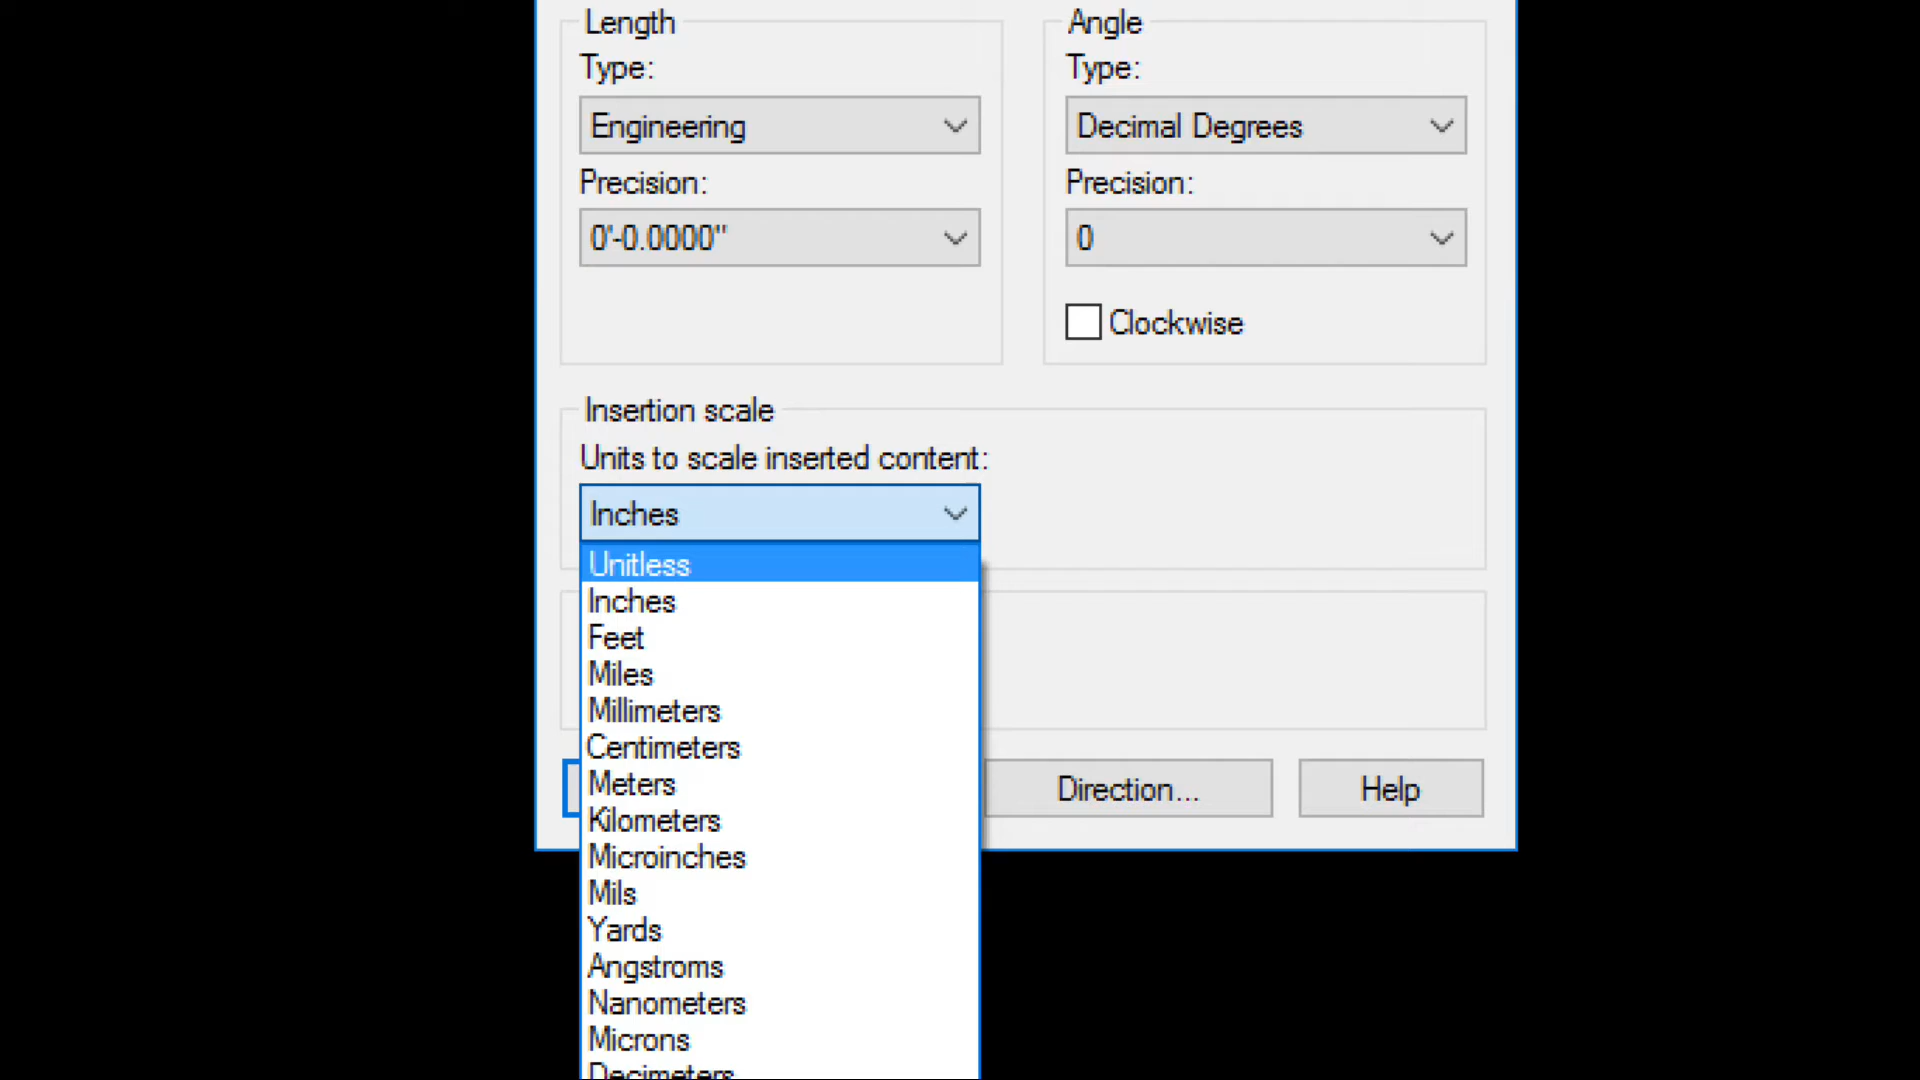 Length
Angle
Type:
Type:
Engineering
Decimal Degrees
Precision:
Precision:
0'-0.0000"
0
Clockwise
Insertion scale
Units to scale inserted content:
Inches
Unitless
Inches
Feet
Miles
Millimeters
Centimeters
Meters
Kilometers
Microinches
Mils
Yards
Angstroms
Nanometers
Microns
Decimeters
Direction...
Help